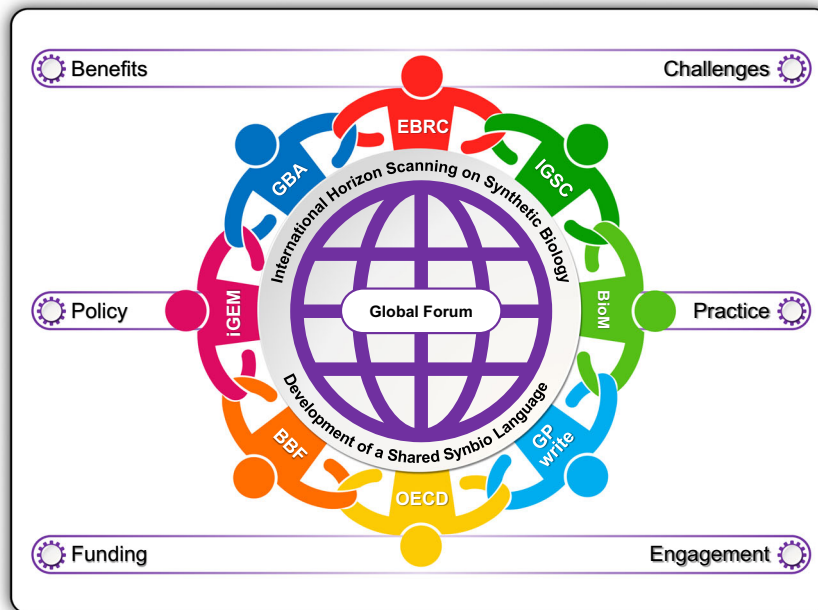 Benefits
Challenges
EBRC
GBA
IGSC
International Horizon Scanning on Synthetic Biology
Policy
iGEM
Global Forum
BioM
Practice
Development of a Shared Synbio Language
BBF
GP
write
OECD
Funding
Engagement